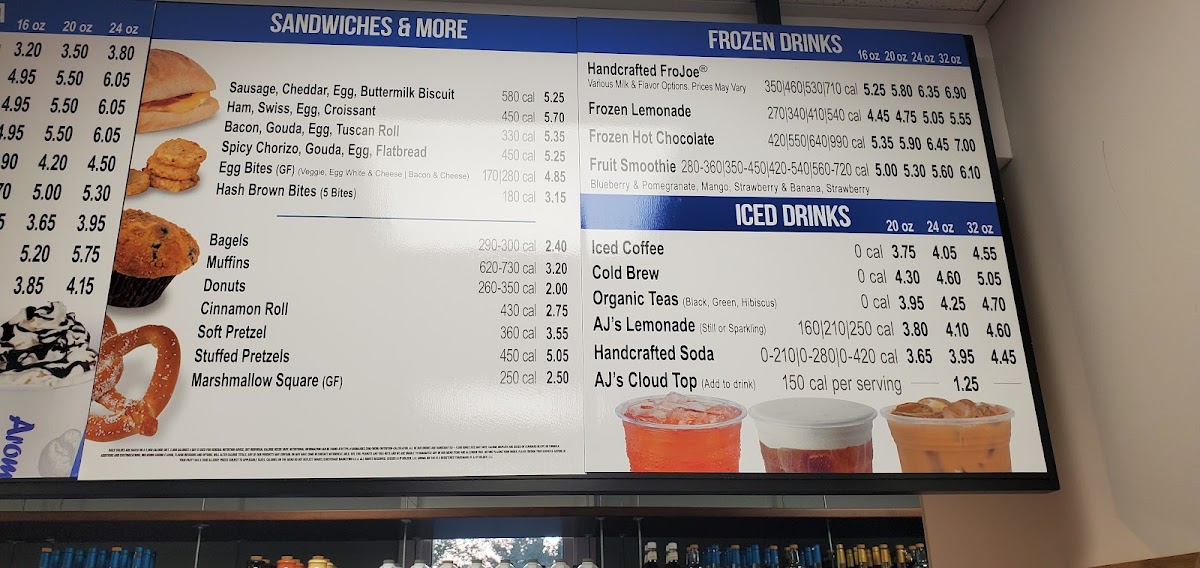 16 oz 20 oz 24 oz
3.20 3.50 3.80
4.95 5.50 6.05
4.95 5.50 6.05
4.95 5.50 6.05
90 4.20 4.50
70 5.00 5.30
5 3.65 3.95
5.20 5.75
3.85 4.15
Arom
SANDWICHES & MORE
Sausage, Cheddar, Egg, Buttermilk Biscuit 580 cal 5.25
Ham, Swiss, Egg, Croissant 450 cal 5.70
Bacon, Gouda, Egg, Tuscan Roll 330 cal 5.35
Spicy Chorizo, Gouda, Egg, Flatbread 450 cal 5.25
Egg Bites (GF) (Veggie, Egg White & Cheese | Bacon & Cheese) 170|280 cal 4.85
Hash Brown Bites (5 Bites) 180 cal 3.15
Bagels 290-300 cal 2.40
Muffins 620-730 cal 3.20
Donuts 260-350 cal 2.00
Cinnamon Roll 430 cal 2.75
Soft Pretzel 360 cal 3.55
Stuffed Pretzels 450 cal 5.05
Marshmallow Square (GF) 250 cal 2.50
FROZEN DRINKS 16 oz 20 oz 24 oz 32 oz
Handcrafted FroJoe®
Various Milk & Flavor Options. Prices May Vary 350|460|530|710 cal 5.25 5.80 6.35 6.90
Frozen Lemonade 270|340|410|540 cal 4.45 4.75 5.05 5.55
Frozen Hot Chocolate 420|550|640|990 cal 5.35 5.90 6.45 7.00
Fruit Smoothie 280-360|350-450|420-540|560-720 cal 5.00 5.30 5.60 6.10
Blueberry & Pomegranate, Mango, Strawberry & Banana, Strawberry
ICED DRINKS 20 oz 24 oz 32 oz
Iced Coffee 0 cal 3.75 4.05 4.55
Cold Brew 0 cal 4.30 4.60 5.05
Organic Teas (Black, Green, Hibiscus) 0 cal 3.95 4.25 4.70
AJ's Lemonade (Still or Sparkling) 160|210|250 cal 3.80 4.10 4.60
Handcrafted Soda 0-210|0-280|0-420 cal 3.65 3.95 4.45
AJ's Cloud Top (Add to drink) 150 cal per serving 1.25